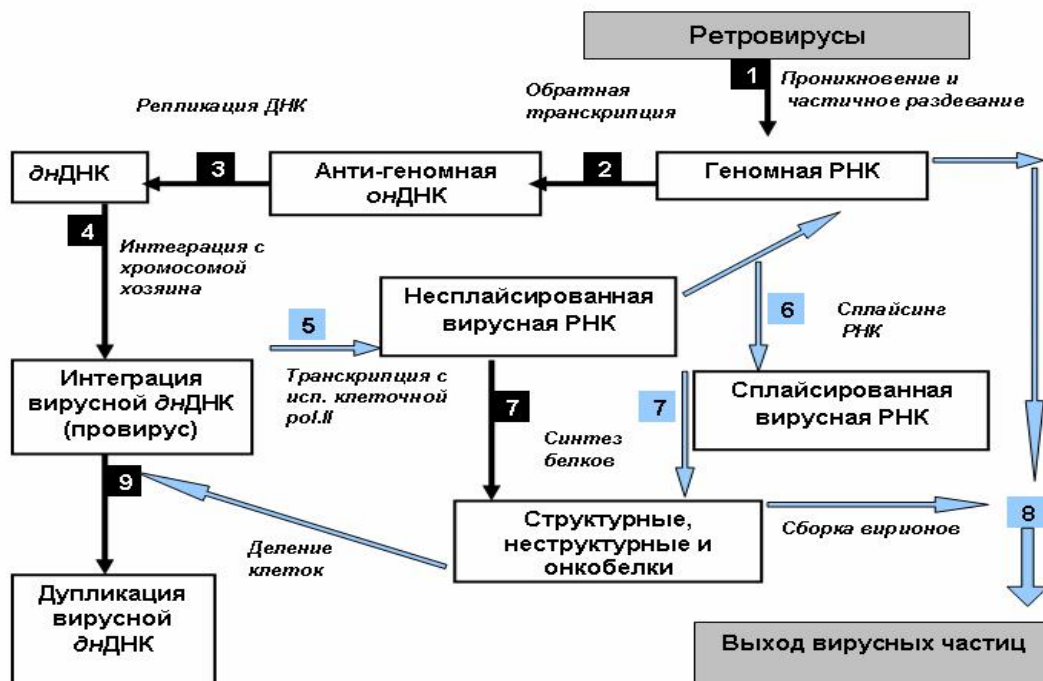 Ретровирусы
1
Проникновение и
частичное раздевание
Обратная
транскрипция
Репликация ДНК
днДНК
3
Анти-геномная
онДНК
2
Геномная РНК
4
Интеграция с
хромосомой
хозяина
5
Несплайсированная
вирусная РНК
6
Сплайсинг
РНК
Интеграция
вирусной днДНК
(провирус)
Транскрипция с
исп. клеточной
pol.II
7
7
Сплайсированная
вирусная РНК
Синтез
белков
9
8
Структурные,
неструктурные и
онкобелки
Сборка вирионов
Деление
клеток
Дупликация
вирусной
днДНК
Выход вирусных частиц